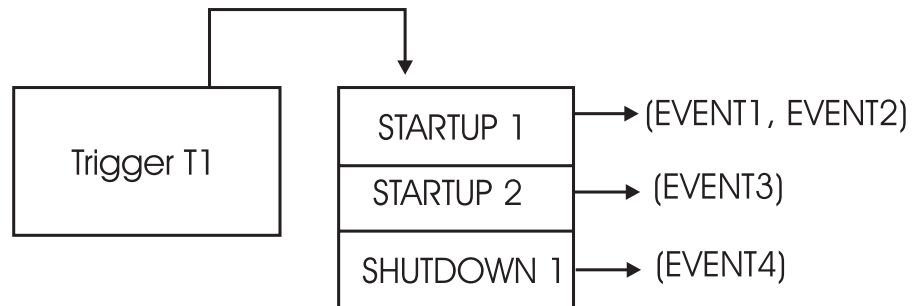 Trigger T1
STARTUP 1
(EVENT1, EVENT2)
STARTUP 2
(EVENT3)
SHUTDOWN 1
(EVENT4)